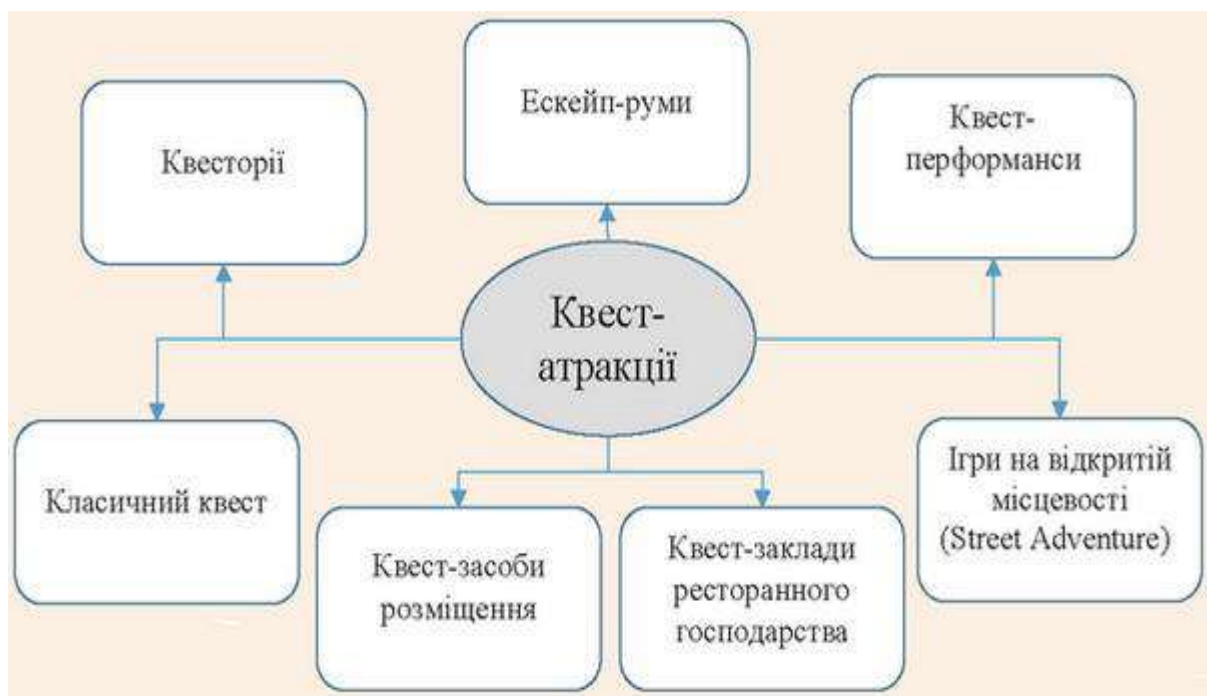 Ескейп-руми
Квесторії
Квест-
перформанси
Квест-
атракції
Класичний квест
Квест-засоби
розміщення
Квест-заклади
ресторанного
господарства
Ігри на відкритій
місцевості
(Street Adventure)